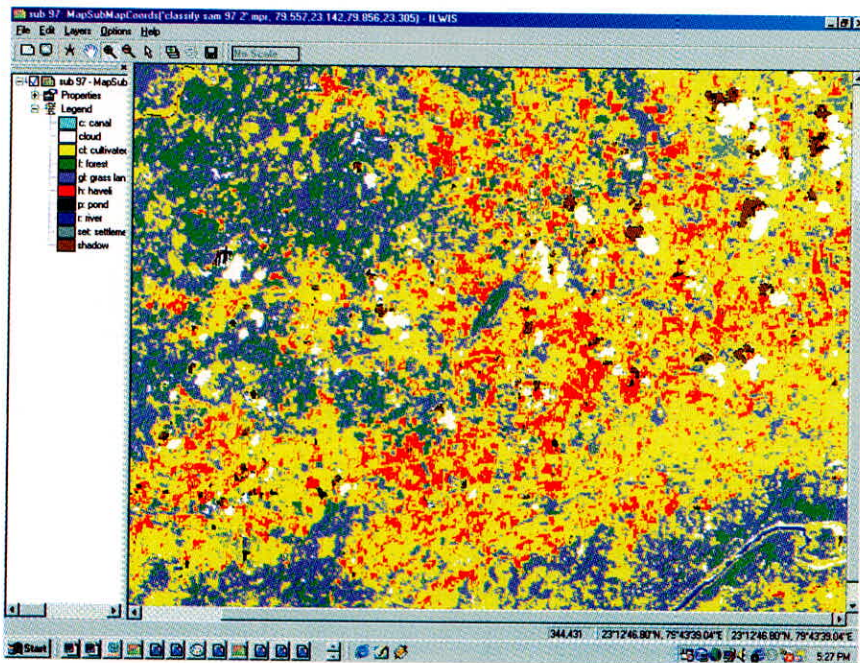 sub 97 MapSubMapCoords("classify sam 97 2".mpr, 79.557,23.142,79.856,23.305) - ILWIS
File Edit Layers Options Help
No Scale
sub 97 - MapSub
Properties
Legend
c: canal
cloud
cl: cultivated
f: forest
gl: grass lan
h: haveli
p: pond
r: river
set: settleme
shadow
344,431 23°12'46.80"N, 79°43'39.04"E 23°12'46.80"N, 79°43'39.04"E
Start
5:27 PM